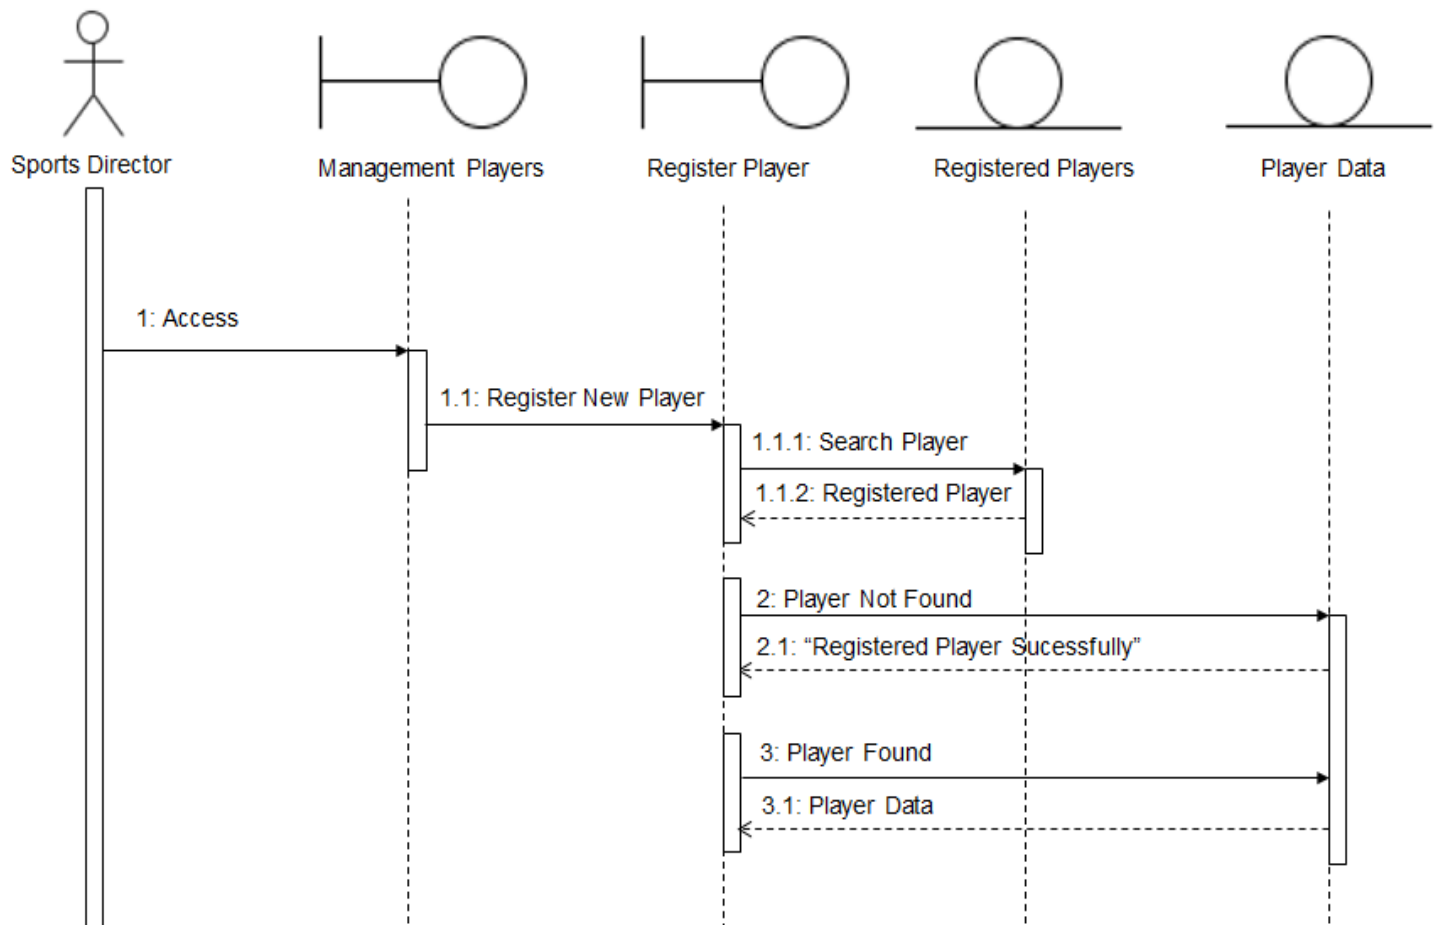 Sports Director
Management Players
Register Player
Registered Players
Player Data
1: Access
1.1: Register New Player
1.1.1: Search Player
1.1.2: Registered Player
2: Player Not Found
2.1: “Registered Player Sucessfully”
3: Player Found
3.1: Player Data